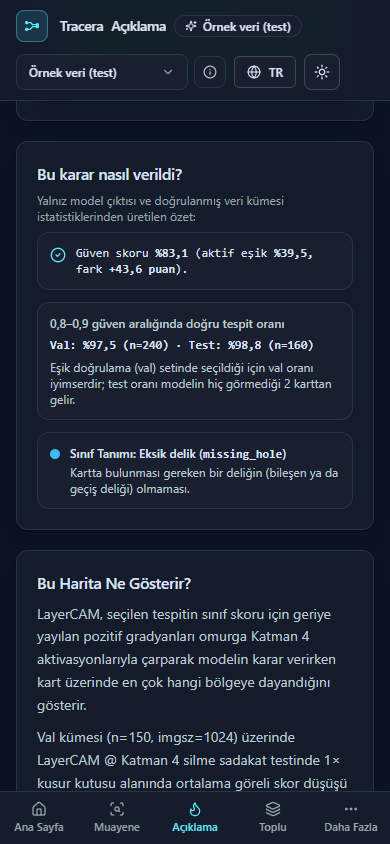 Tracera Açıklama Örnek veri (test)
Örnek veri (test) TR
Bu karar nasıl verildi?
Yalnız model çıktısı ve doğrulanmış veri kümesi
istatistiklerinden üretilen özet:
Güven skoru %83,1 (aktif eşik %39,5,
fark +43,6 puan).
0,8–0,9 güven aralığında doğru tespit oranı
Val: %97,5 (n=240) · Test: %98,8 (n=160)
Eşik doğrulama (val) setinde seçildiği için val oranı
iyimserdir; test oranı modelin hiç görmediği 2 karttan
gelir.
Sınıf Tanımı: Eksik delik (missing_hole)
Kartta bulunması gereken bir deliğin (bileşen ya da
geçiş deliği) olmaması.
Bu Harita Ne Gösterir?
LayerCAM, seçilen tespitin sınıf skoru için geriye
yayılan pozitif gradyanları omurga Katman 4
aktivasyonlarıyla çarparak modelin karar verirken
kart üzerinde en çok hangi bölgeye dayandığını
gösterir.
Val kümesi (n=150, imgsz=1024) üzerinde
LayerCAM @ Katman 4 silme sadakat testinde 1×
kusur kutusu alanında ortalama göreli skor düşüşü
Ana Sayfa Muayene Açıklama Toplu Daha Fazla